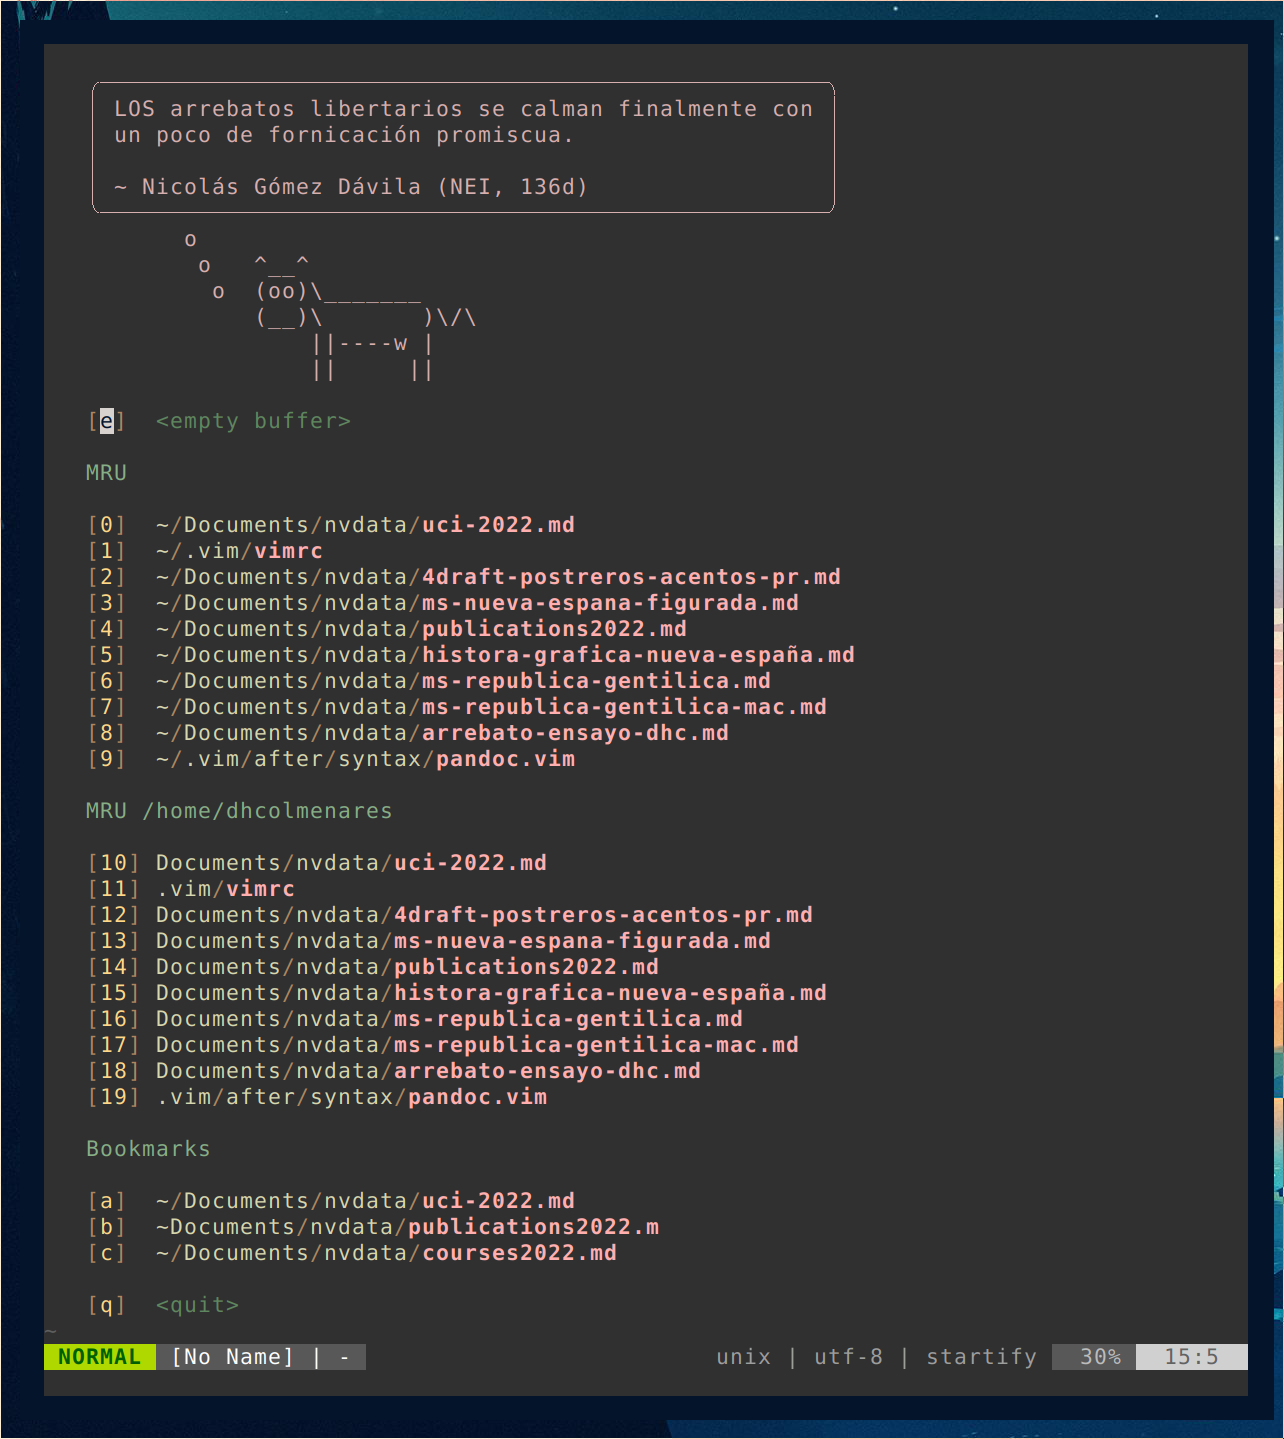 LOS arrebatos libertarios se calman finalmente con
un poco de fornicación promiscua.
~ Nicolás Gómez Dávila (NEI, 136d)
o
o   ^__^
o  (oo)\_______
(__)\       )\/\
||----w |
||     ||
[e]  <empty buffer>
MRU
[0]  ~/Documents/nvdata/uci-2022.md
[1]  ~/.vim/vimrc
[2]  ~/Documents/nvdata/4draft-postreros-acentos-pr.md
[3]  ~/Documents/nvdata/ms-nueva-espana-figurada.md
[4]  ~/Documents/nvdata/publications2022.md
[5]  ~/Documents/nvdata/histora-grafica-nueva-españa.md
[6]  ~/Documents/nvdata/ms-republica-gentilica.md
[7]  ~/Documents/nvdata/ms-republica-gentilica-mac.md
[8]  ~/Documents/nvdata/arrebato-ensayo-dhc.md
[9]  ~/.vim/after/syntax/pandoc.vim
MRU /home/dhcolmenares
[10] Documents/nvdata/uci-2022.md
[11] .vim/vimrc
[12] Documents/nvdata/4draft-postreros-acentos-pr.md
[13] Documents/nvdata/ms-nueva-espana-figurada.md
[14] Documents/nvdata/publications2022.md
[15] Documents/nvdata/histora-grafica-nueva-españa.md
[16] Documents/nvdata/ms-republica-gentilica.md
[17] Documents/nvdata/ms-republica-gentilica-mac.md
[18] Documents/nvdata/arrebato-ensayo-dhc.md
[19] .vim/after/syntax/pandoc.vim
Bookmarks
[a]  ~/Documents/nvdata/uci-2022.md
[b]  ~Documents/nvdata/publications2022.m
[c]  ~/Documents/nvdata/courses2022.md
[q]  <quit>
~
NORMAL [No Name] | - unix | utf-8 | startify 30% 15:5